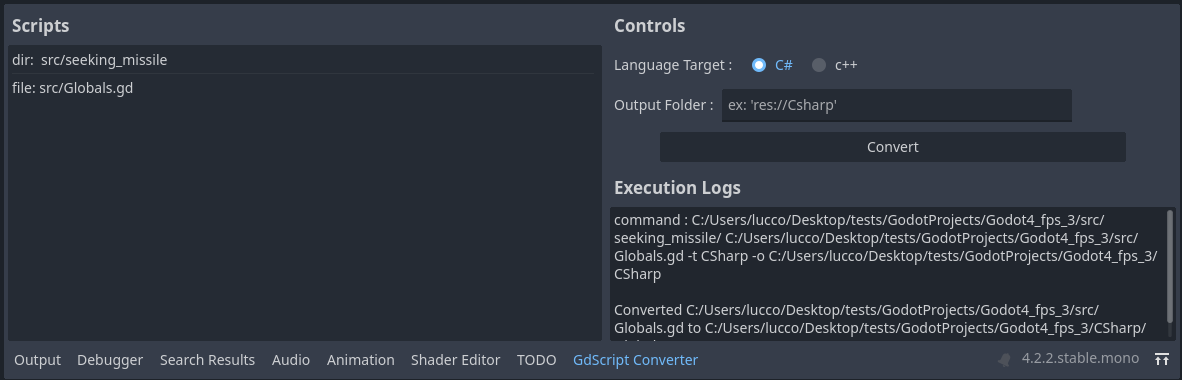 Scripts
dir:  src/seeking_missile
file: src/Globals.gd
Controls
Language Target :
C#
c++
Output Folder :
ex: 'res://Csharp'
Convert
Execution Logs
command : C:/Users/lucco/Desktop/tests/GodotProjects/Godot4_fps_3/src/
seeking_missile/ C:/Users/lucco/Desktop/tests/GodotProjects/Godot4_fps_3/src/
Globals.gd -t CSharp -o C:/Users/lucco/Desktop/tests/GodotProjects/Godot4_fps_3/
CSharp
Converted C:/Users/lucco/Desktop/tests/GodotProjects/Godot4_fps_3/src/
Globals.gd to C:/Users/lucco/Desktop/tests/GodotProjects/Godot4_fps_3/CSharp/
Output Debugger Search Results Audio Animation Shader Editor TODO GdScript Converter 4.2.2.stable.mono